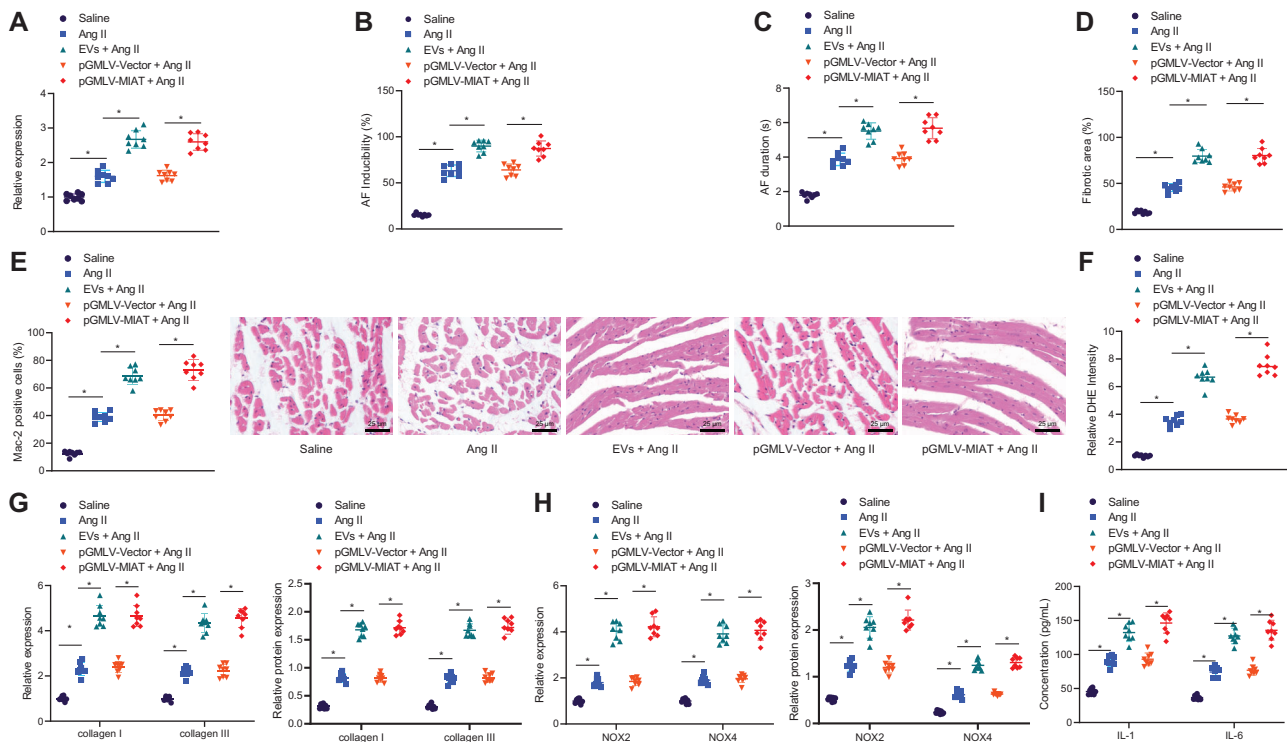 A
Saline
Ang II
EVs + Ang II
pGMLV-Vector + Ang II
pGMLV-MIAT + Ang II
Relative expression
4
3
2
1
0
*
*
*
B
Saline
Ang II
EVs + Ang II
pGMLV-Vector + Ang II
pGMLV-MIAT + Ang II
AF Inducibility (%)
150
100
50
0
*
*
*
C
Saline
Ang II
EVs + Ang II
pGMLV-Vector + Ang II
pGMLV-MIAT + Ang II
AF duration (s)
8
6
4
2
0
*
*
*
D
Saline
Ang II
EVs + Ang II
pGMLV-Vector + Ang II
pGMLV-MIAT + Ang II
Fibrotic area (%)
150
100
50
0
*
*
*
E
Saline
Ang II
EVs + Ang II
pGMLV-Vector + Ang II
pGMLV-MIAT + Ang II
Mac-2 positive cells (%)
100
80
60
40
20
0
*
*
*
25 μm
25 μm
25 μm
25 μm
25 μm
Saline
Ang II
EVs + Ang II
pGMLV-Vector + Ang II
pGMLV-MIAT + Ang II
F
Saline
Ang II
EVs + Ang II
pGMLV-Vector + Ang II
pGMLV-MIAT + Ang II
Relative DHE Intensity
10
8
6
4
2
0
*
*
*
G
Saline
Ang II
EVs + Ang II
pGMLV-Vector + Ang II
pGMLV-MIAT + Ang II
Relative expression
6
4
2
0
*
*
*
*
*
*
collagen I
collagen III
Saline
Ang II
EVs + Ang II
pGMLV-Vector + Ang II
pGMLV-MIAT + Ang II
Relative protein expression
2.5
2.0
1.5
1.0
0.5
0.0
*
*
*
*
*
*
collagen I
collagen III
H
Saline
Ang II
EVs + Ang II
pGMLV-Vector + Ang II
pGMLV-MIAT + Ang II
Relative expression
6
4
2
0
*
*
*
*
*
*
NOX2
NOX4
Saline
Ang II
EVs + Ang II
pGMLV-Vector + Ang II
pGMLV-MIAT + Ang II
Relative protein expression
3
2
1
0
*
*
*
*
*
*
NOX2
NOX4
I
Saline
Ang II
EVs + Ang II
pGMLV-Vector + Ang II
pGMLV-MIAT + Ang II
Concentration (pg/mL)
200
150
100
50
0
*
*
*
*
*
*
IL-1
IL-6